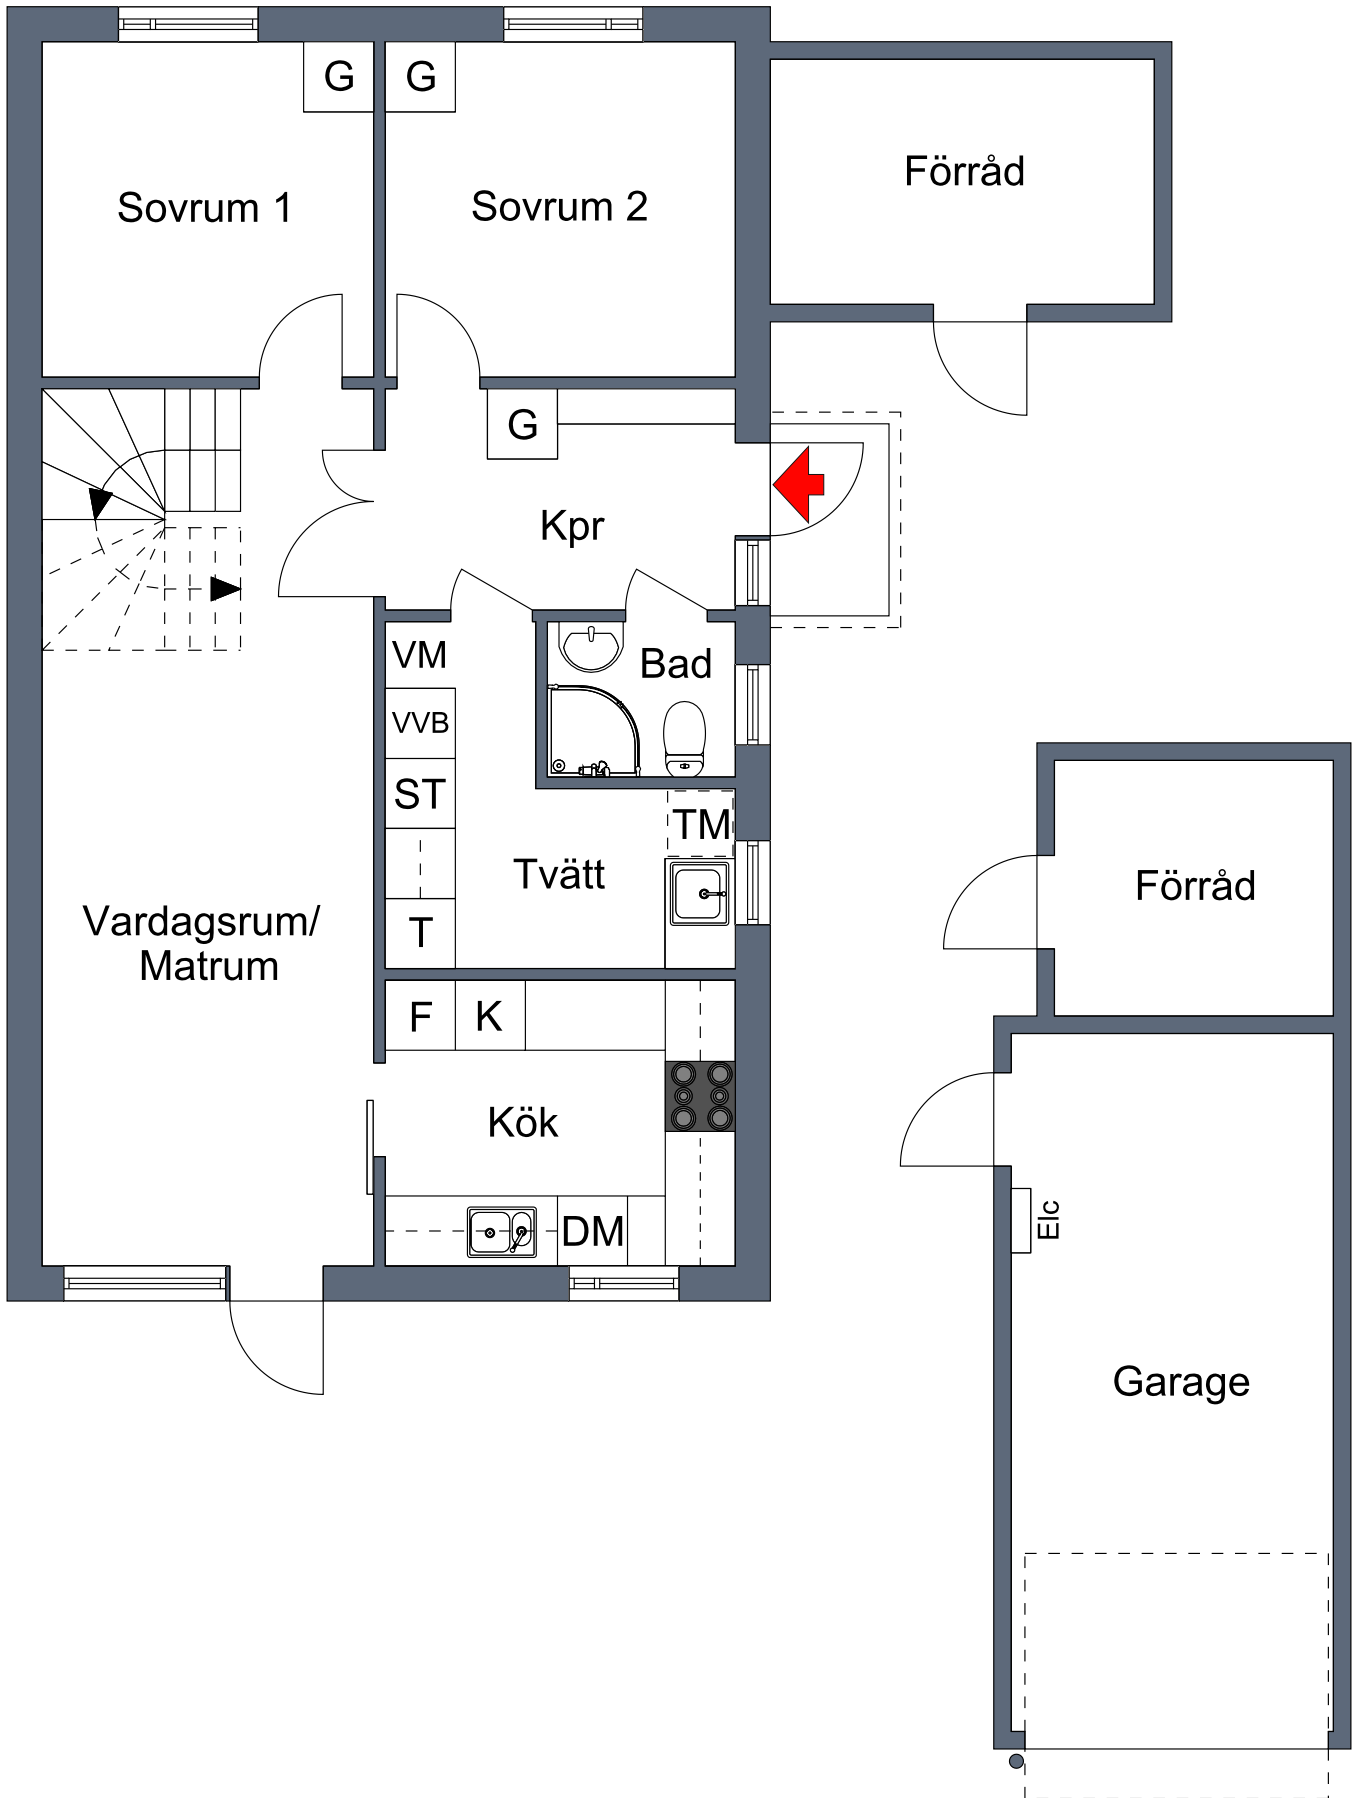 G
G
Sovrum 1
Sovrum 2
Förråd
G
Kpr
VM
Bad
VVB
ST
TM
Tvätt
T
Vardagsrum/
Matrum
Förråd
F
K
Kök
DM
Elc
Garage